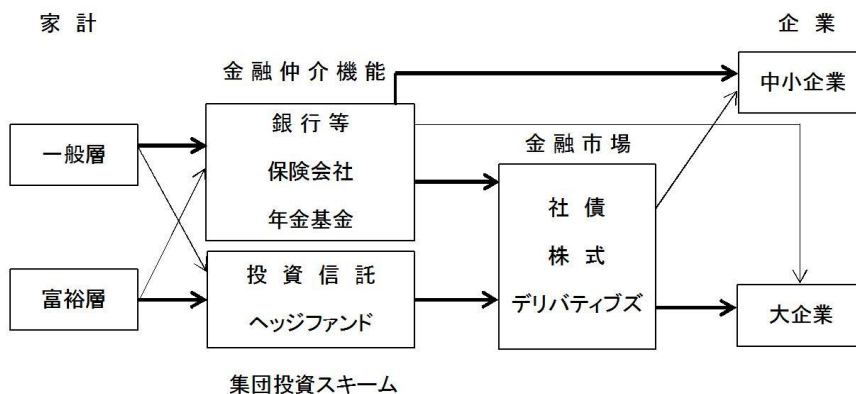 家計
企業
金融仲介機能
中小企業
一般層
銀行等
保険会社
年金基金
金融市場
社債
株式
デリバティブズ
富裕層
投資信託
ヘッジファンド
大企業
集団投資スキーム